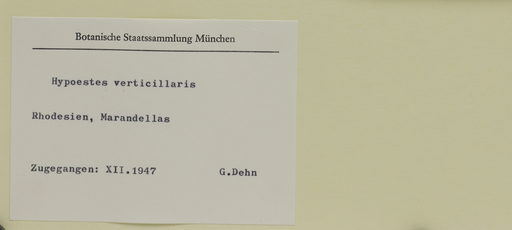 Botanische Staatssammlung München
Hypoestes verticillaris
Rhodesien, Marandellas
Zugegangen: XII.1947 G.Dehn